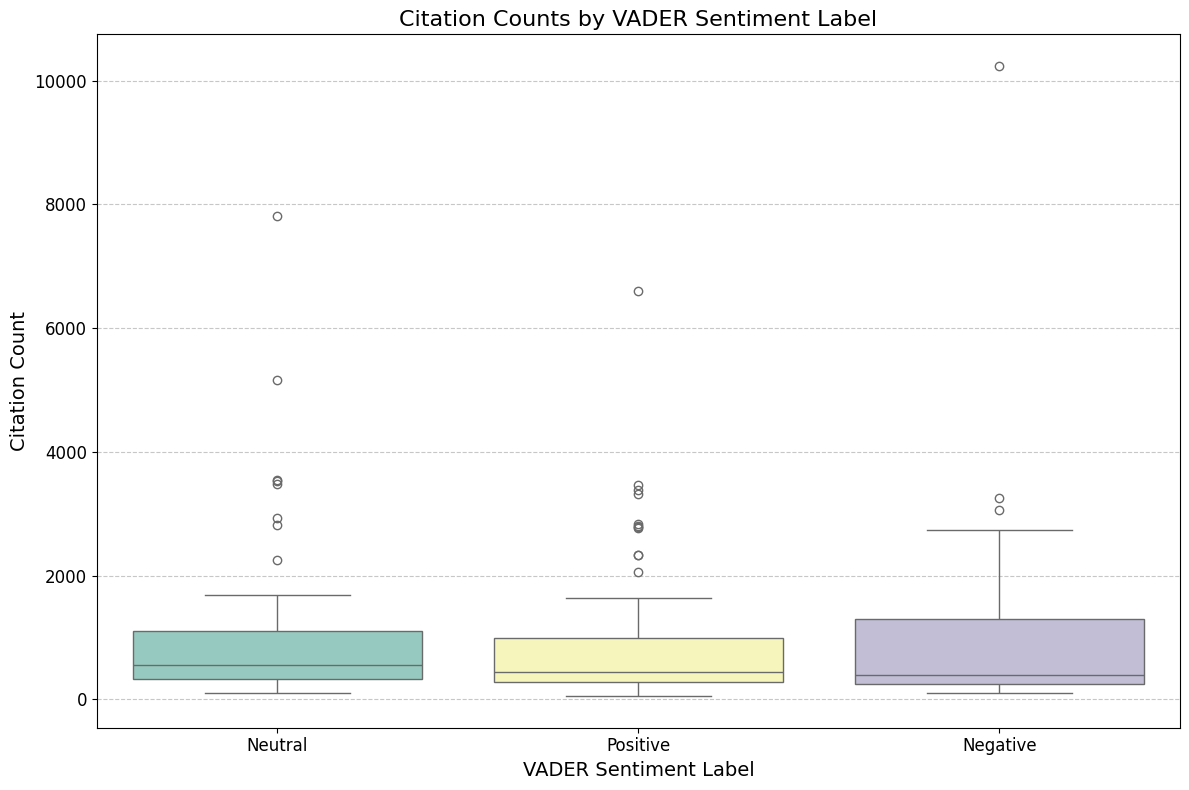 Citation Counts by VADER Sentiment Label
Citation Count
10000
8000
6000
4000
2000
0
Neutral Positive Negative
VADER Sentiment Label